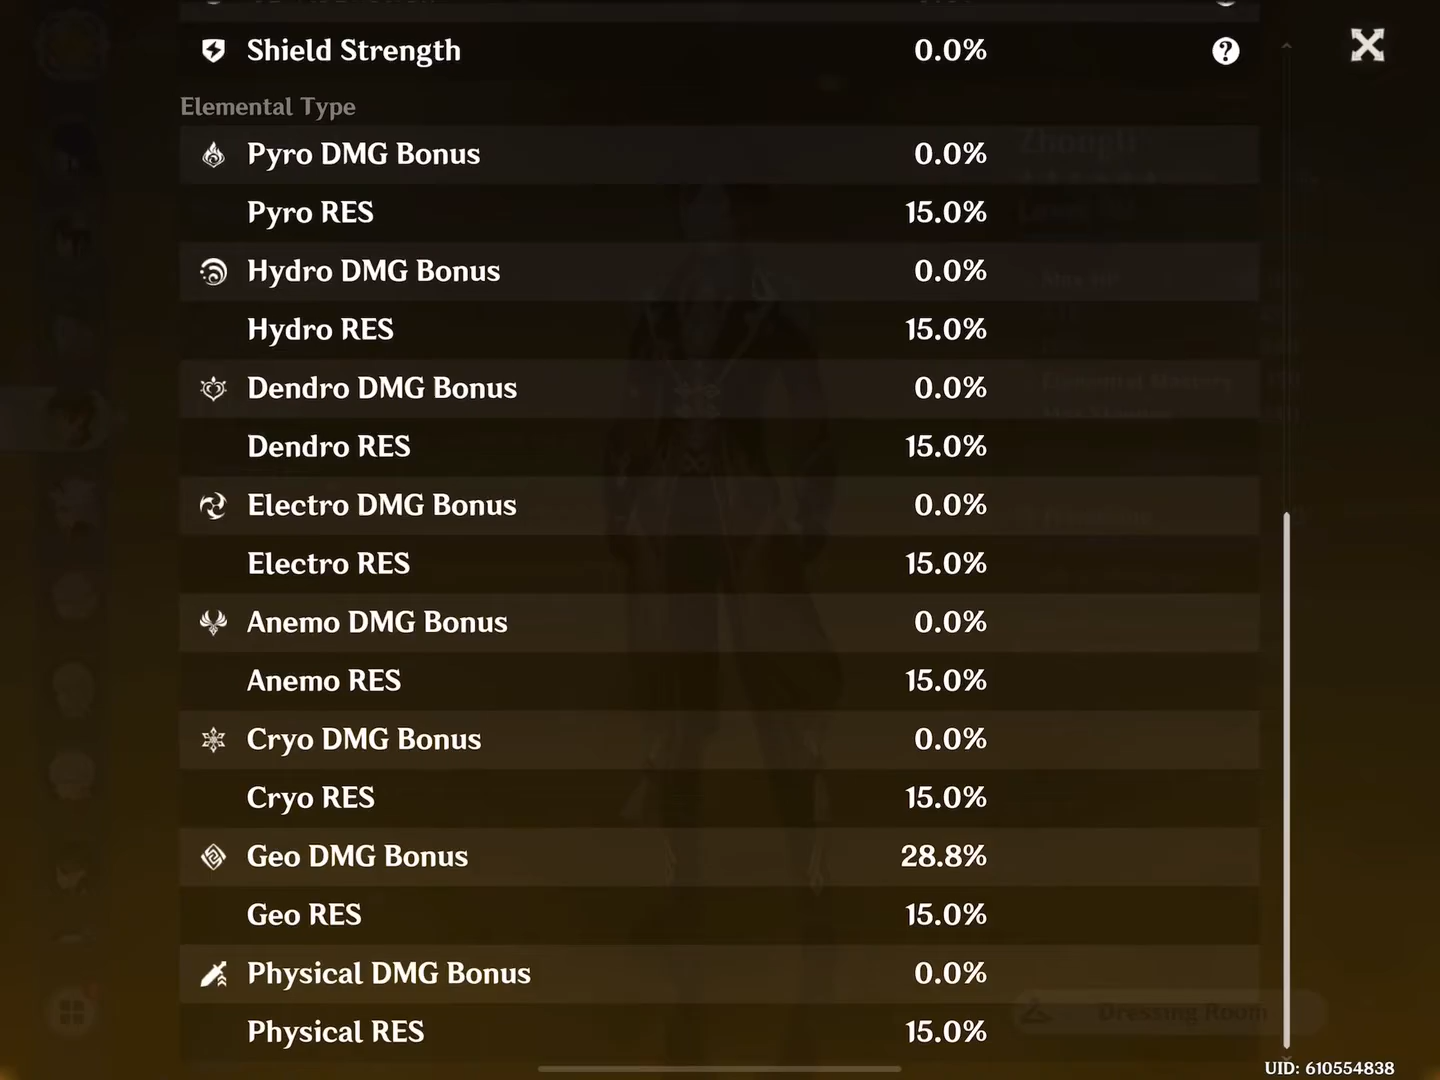 Shield Strength 0.0% ?
Elemental Type
Pyro DMG Bonus 0.0%
Pyro RES 15.0%
Hydro DMG Bonus 0.0%
Hydro RES 15.0%
Dendro DMG Bonus 0.0%
Dendro RES 15.0%
Electro DMG Bonus 0.0%
Electro RES 15.0%
Anemo DMG Bonus 0.0%
Anemo RES 15.0%
Cryo DMG Bonus 0.0%
Cryo RES 15.0%
Geo DMG Bonus 28.8%
Geo RES 15.0%
Physical DMG Bonus 0.0%
Dressing Room
Physical RES 15.0%
UID: 610554838